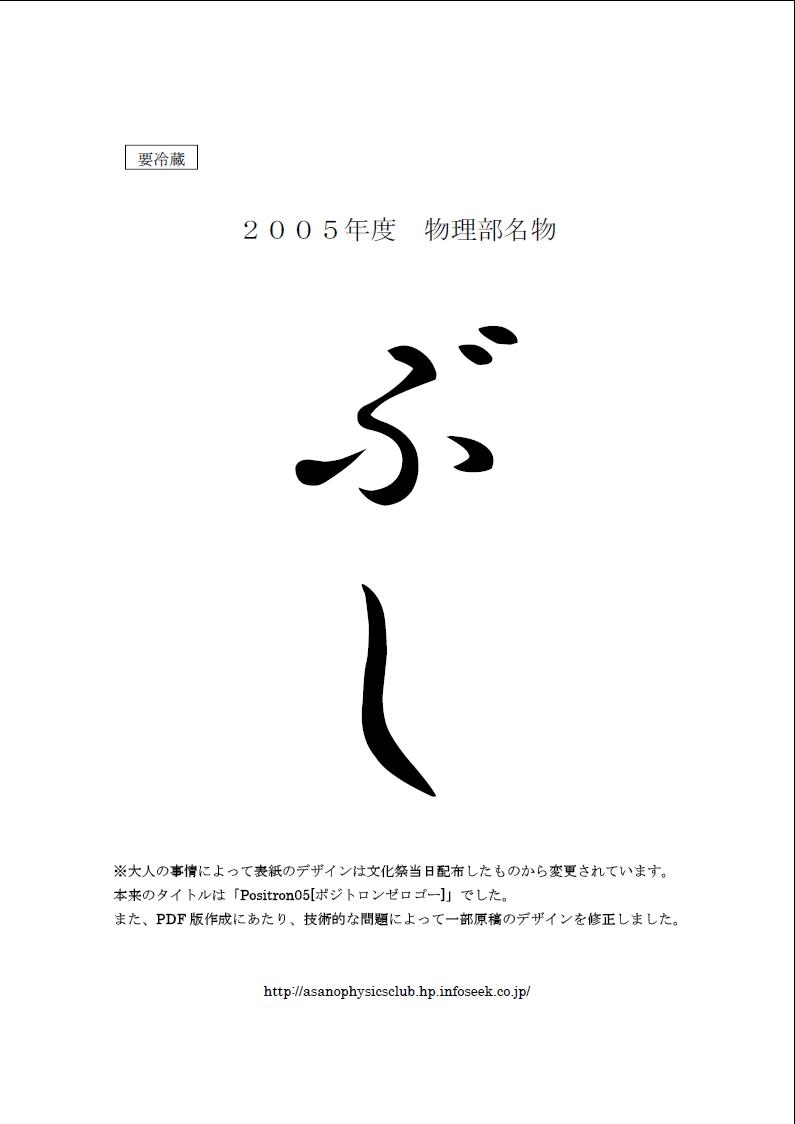 要冷蔵
２００５年度　物理部名物
ぶし
※大人の事情によって表紙のデザインは文化祭当日配布したものから変更されています。
本来のタイトルは「Positron05[ポジトロンゼロゴー]」でした。
また、PDF 版作成にあたり、技術的な問題によって一部原稿のデザインを修正しました。
http://asanophysicsclub.hp.infoseek.co.jp/